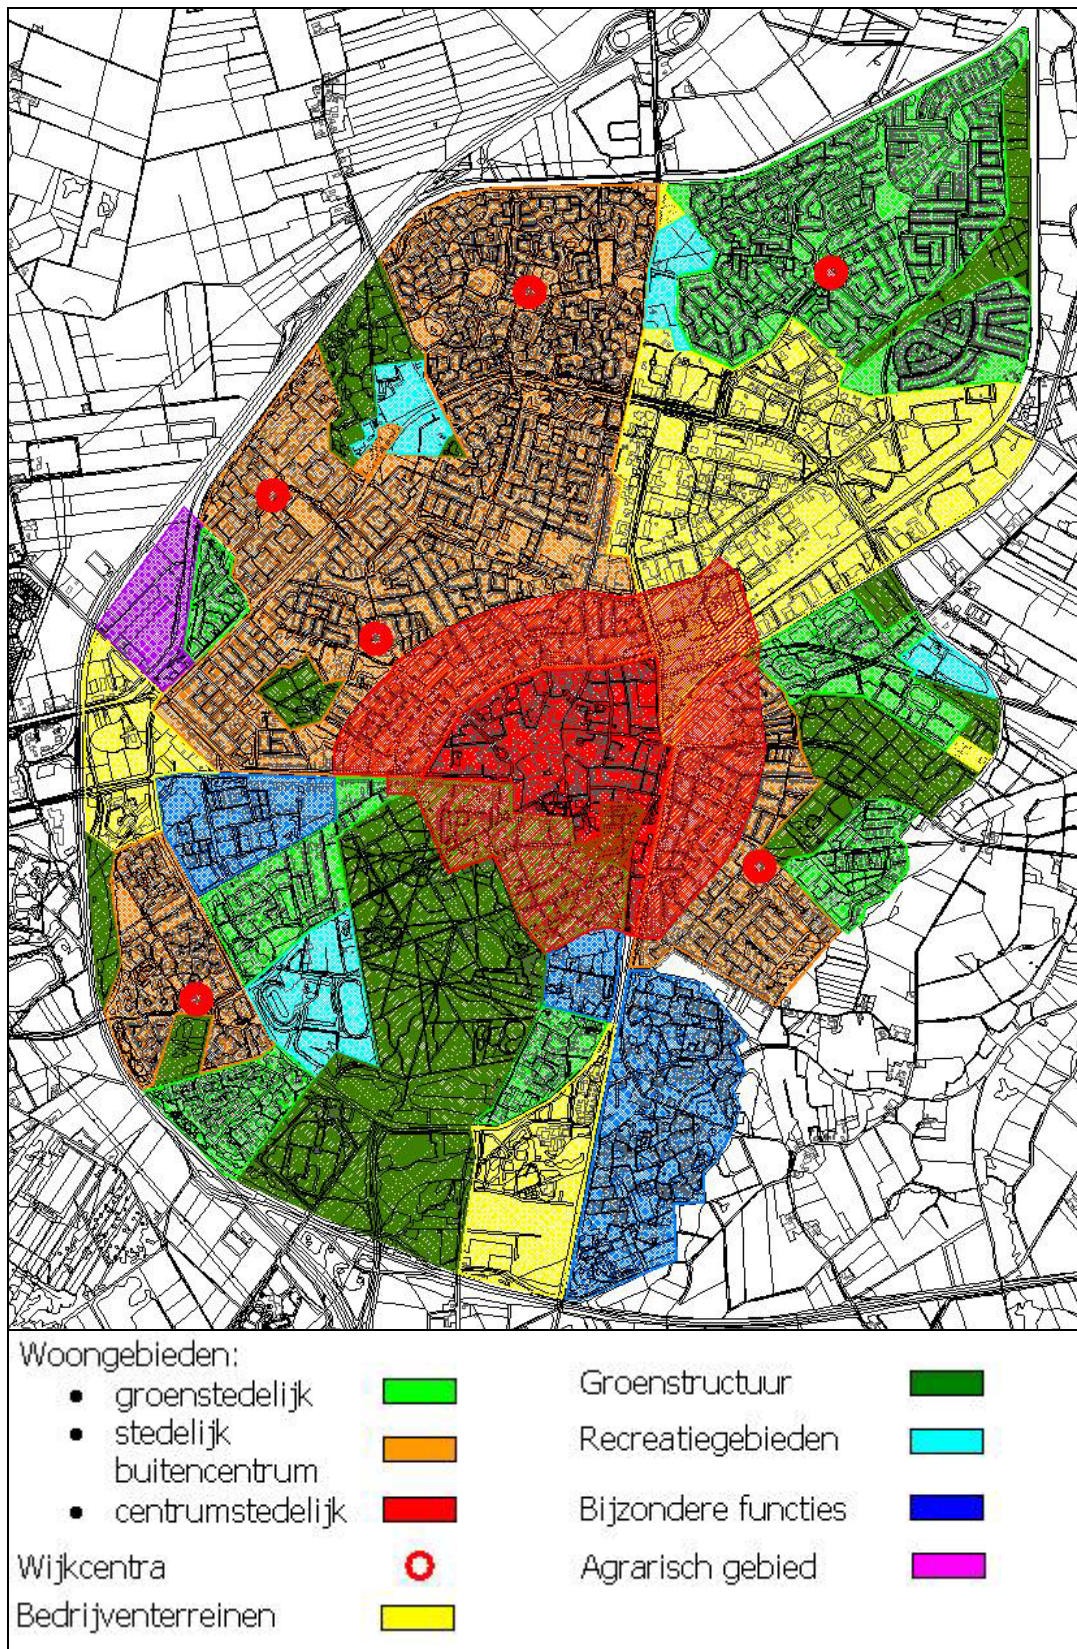 Woongebieden:
• groenstedelijk
• stedelijk
buitencentrum
• centrumstedelijk
Wijkcentra
Bedrijventerreinen
Groenstructuur
Recreatiegebieden
Bijzondere functies
Agrarisch gebied